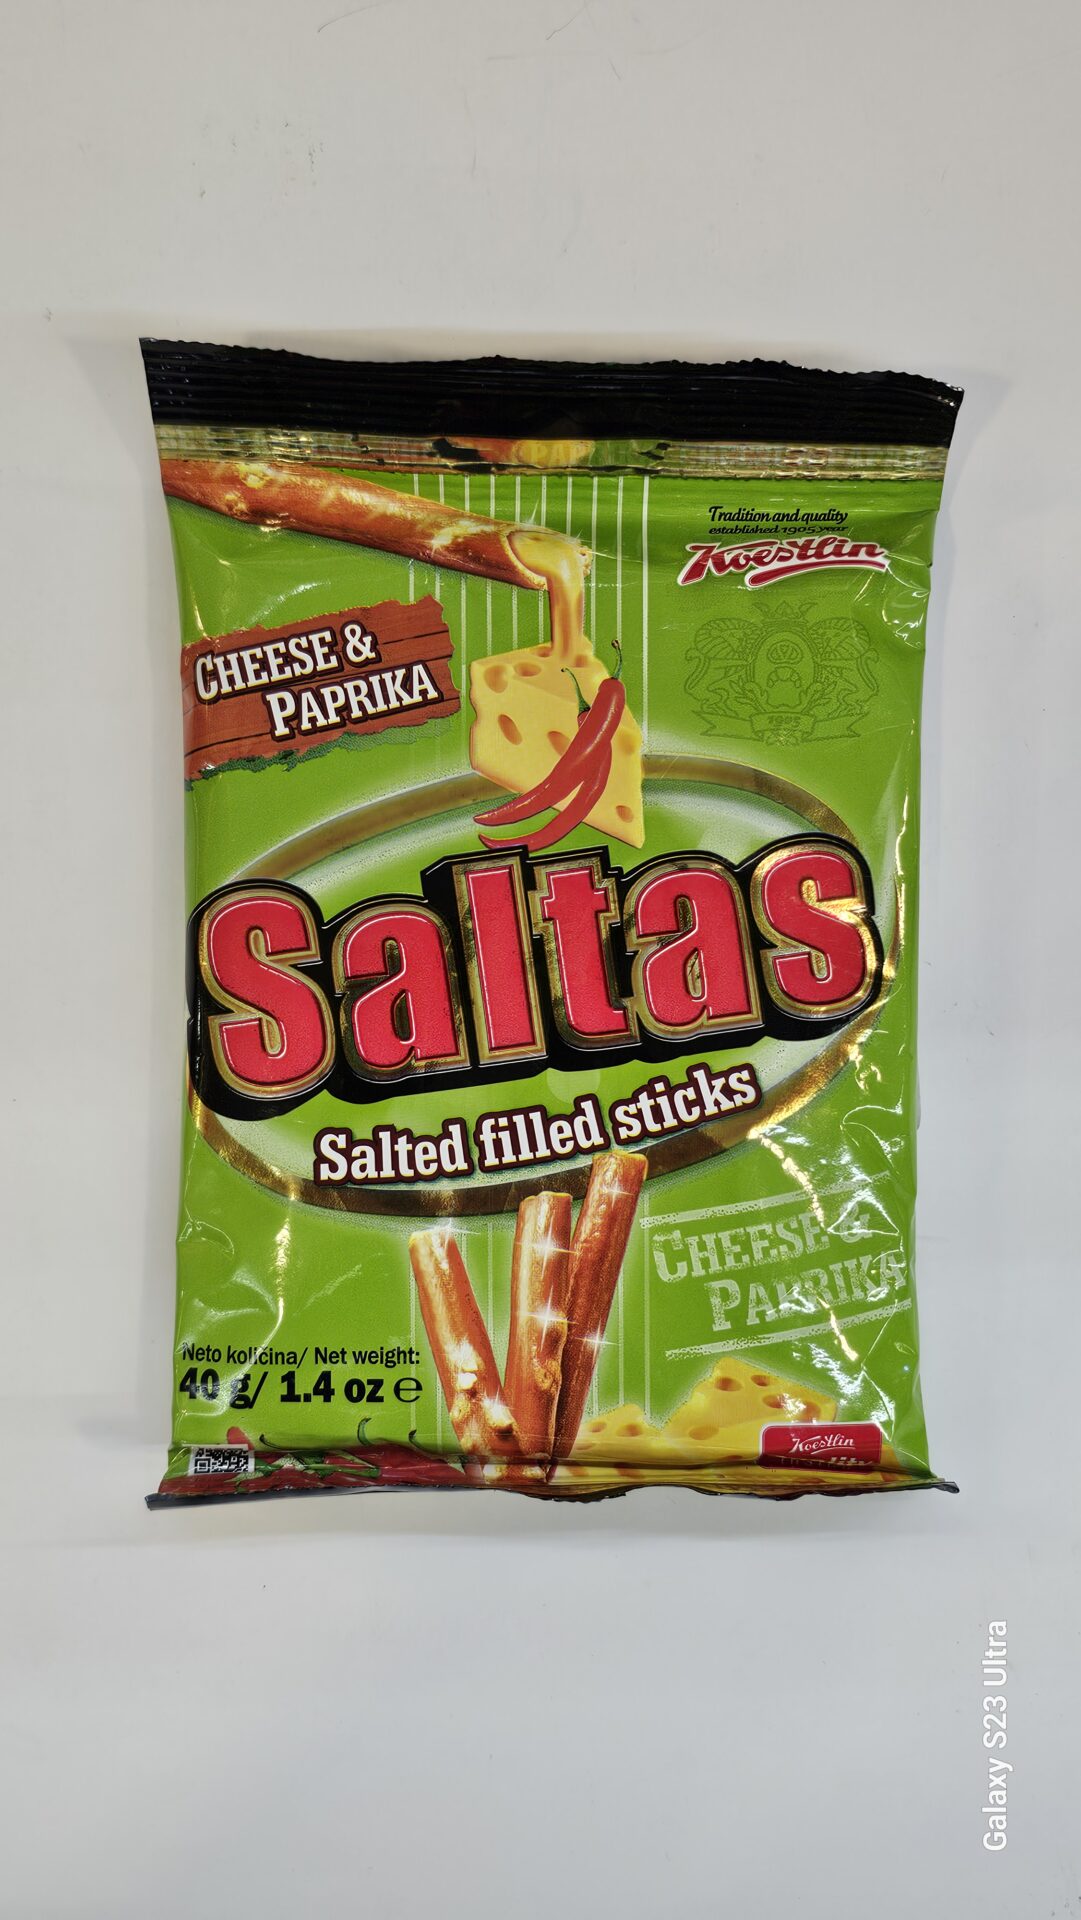 Tradition and quality
established 1905 year
Koestlin
CHEESE &
PAPRIKA
1905
Saltas
Salted filled sticks
CHEESE &
PAPRIKA
Neto količina/ Net weight:
40 g/ 1.4 oz e
Koestlin
Galaxy S23 Ultra